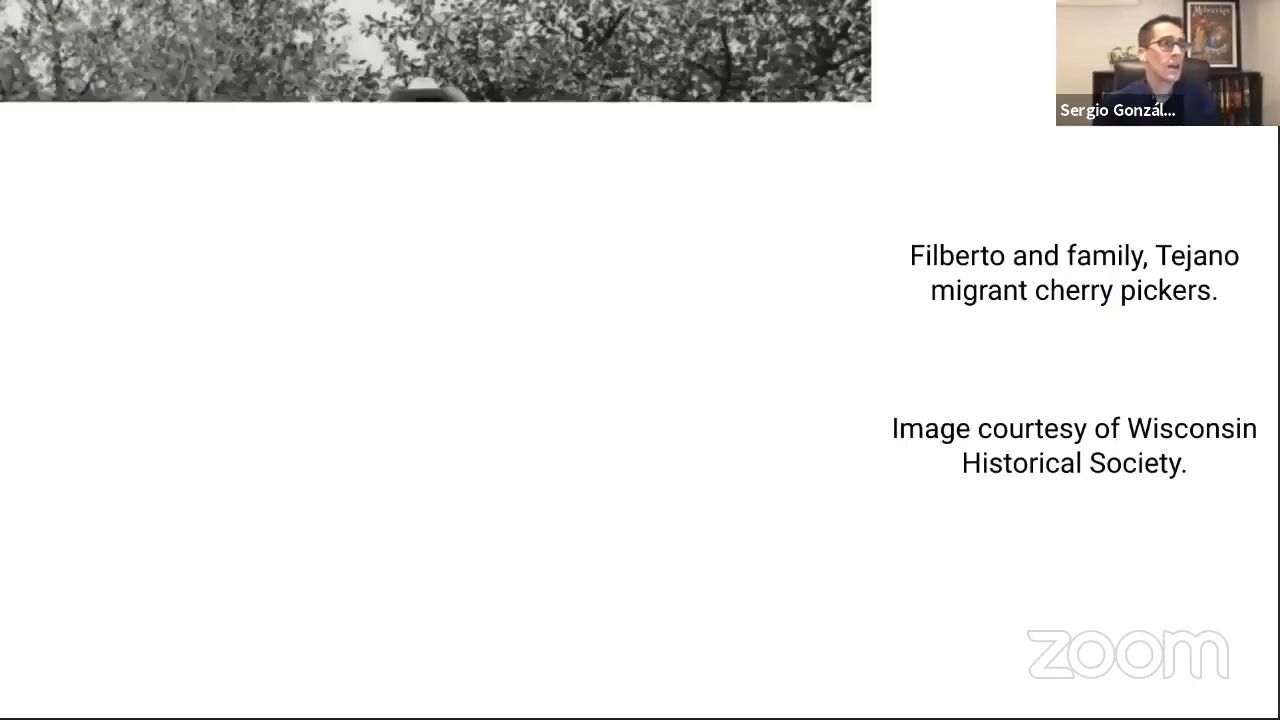 Sergio Gonzál...
Filberto and family, Tejano
migrant cherry pickers.
Image courtesy of Wisconsin
Historical Society.
zoom